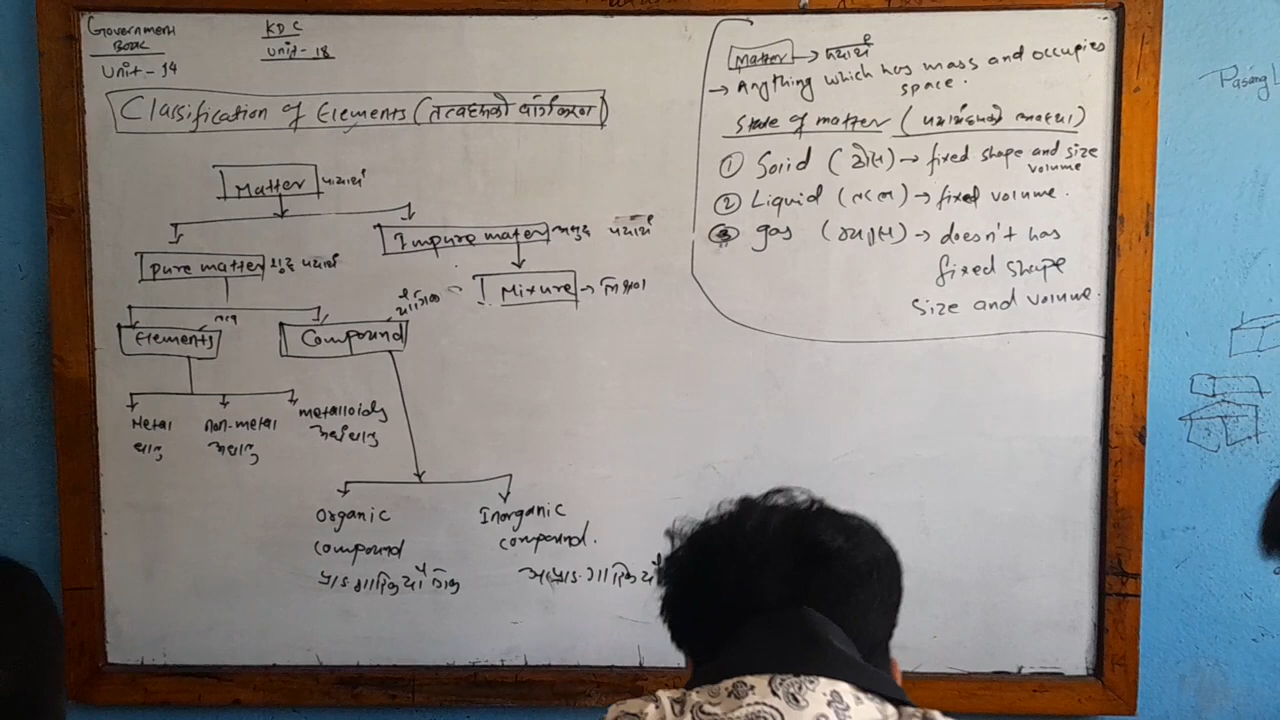 Government
Book
Unit-14
KDC
Unit-18
Classification of Elements (तत्वहरूको वर्गिकरण)
Matter पदार्थ
Pure matter शुद्ध पदार्थ
Impure mater अशुद्ध पदार्थ
Mixture → मिश्रण
Elements तत्व
Compound यौगिक
Metal
धातु
non-metal
अधातु
metalloids
अर्धधातु
Organic
compound
प्राङ्गारिक यौगिक
Inorganic
compound.
अप्राङ्गारिक यौ
Matter → पदार्थ
→ Anything which has mass and occupies
space.
State of matter (पदार्थहरूको अवस्था)
① Solid (ठोस) → fixed shape and size
volume
② Liquid (तरल) → fixed volume.
③ gas (ग्याँस) → doesn't has
fixed shape
size and volume.
Pasang